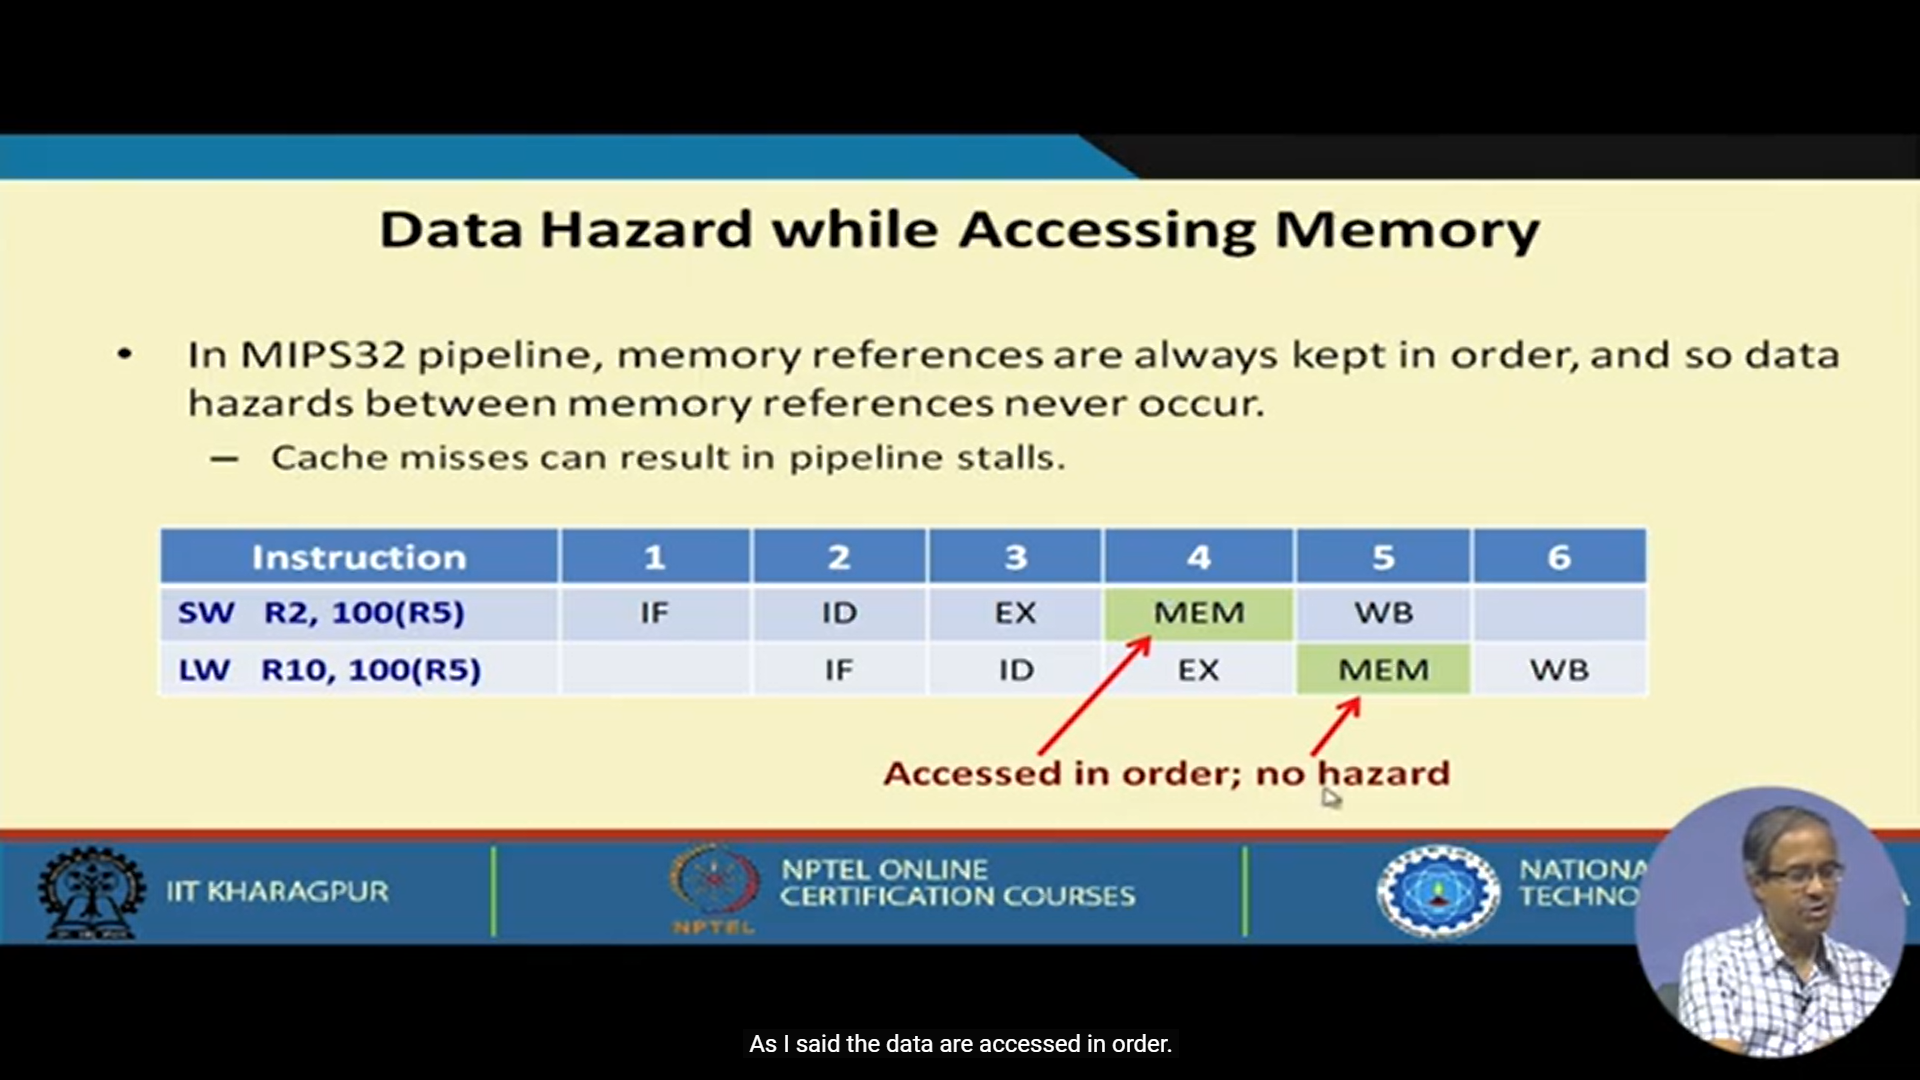 Data Hazard while Accessing Memory
• In MIPS32 pipeline, memory references are always kept in order, and so data
hazards between memory references never occur.
– Cache misses can result in pipeline stalls.
Instruction 1 2 3 4 5 6
SW R2, 100(R5) IF ID EX MEM WB
LW R10, 100(R5) IF ID EX MEM WB
Accessed in order; no hazard
IIT KHARAGPUR
NPTEL
NPTEL ONLINE
CERTIFICATION COURSES
NATIONA
TECHNO
As I said the data are accessed in order.